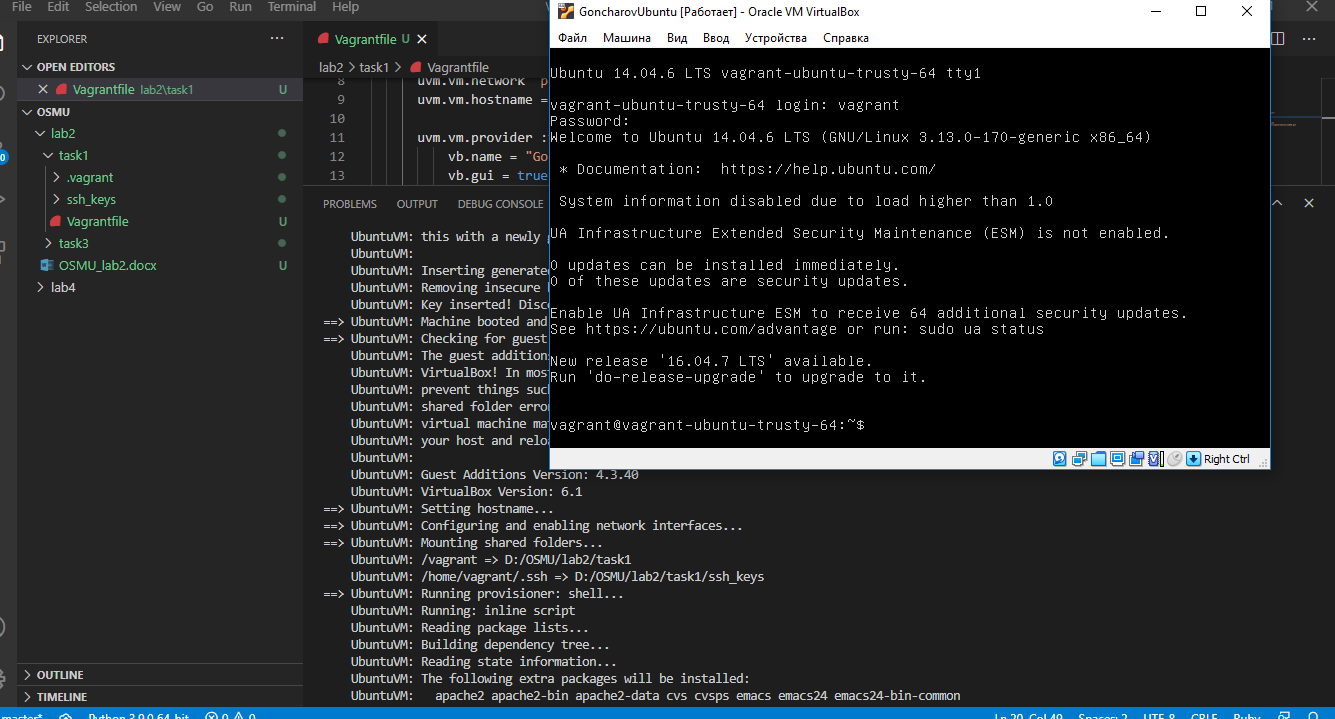 File Edit Selection View Go Run Terminal Help
EXPLORER
OPEN EDITORS
Vagrantfile lab2\task1 U
OSMU
lab2
task1
.vagrant
ssh_keys
Vagrantfile U
task3
OSMU_lab2.docx U
lab4
OUTLINE
TIMELINE
Vagrantfile U
lab2 > task1 > Vagrantfile
8 uvm.vm.network
9 uvm.vm.hostname =
10
11 uvm.vm.provider :
12 vb.name = "Go
13 vb.gui = true
PROBLEMS OUTPUT DEBUG CONSOLE
UbuntuVM: this with a newly
UbuntuVM:
UbuntuVM: Inserting generated
UbuntuVM: Removing insecure
UbuntuVM: Key inserted! Disc
==> UbuntuVM: Machine booted and
==> UbuntuVM: Checking for guest
UbuntuVM: The guest addition
UbuntuVM: VirtualBox! In mos
UbuntuVM: prevent things suc
UbuntuVM: shared folder erro
UbuntuVM: virtual machine ma
UbuntuVM: your host and reloa
UbuntuVM:
UbuntuVM: Guest Additions Version: 4.3.40
UbuntuVM: VirtualBox Version: 6.1
==> UbuntuVM: Setting hostname...
==> UbuntuVM: Configuring and enabling network interfaces...
==> UbuntuVM: Mounting shared folders...
UbuntuVM: /vagrant => D:/OSMU/lab2/task1
UbuntuVM: /home/vagrant/.ssh => D:/OSMU/lab2/task1/ssh_keys
==> UbuntuVM: Running provisioner: shell...
UbuntuVM: Running: inline script
UbuntuVM: Reading package lists...
UbuntuVM: Building dependency tree...
UbuntuVM: Reading state information...
UbuntuVM: The following extra packages will be installed:
UbuntuVM: apache2 apache2-bin apache2-data cvs cvsps emacs emacs24 emacs24-bin-common
GoncharovUbuntu [Работает] - Oracle VM VirtualBox
Файл Машина Вид Ввод Устройства Справка
Ubuntu 14.04.6 LTS vagrant-ubuntu-trusty-64 tty1
vagrant-ubuntu-trusty-64 login: vagrant
Password:
Welcome to Ubuntu 14.04.6 LTS (GNU/Linux 3.13.0-170-generic x86_64)
* Documentation: https://help.ubuntu.com/
System information disabled due to load higher than 1.0
UA Infrastructure Extended Security Maintenance (ESM) is not enabled.
0 updates can be installed immediately.
0 of these updates are security updates.
Enable UA Infrastructure ESM to receive 64 additional security updates.
See https://ubuntu.com/advantage or run: sudo ua status
New release '16.04.7 LTS' available.
Run 'do-release-upgrade' to upgrade to it.
vagrant@vagrant-ubuntu-trusty-64:~$
Right Ctrl
master* Python 3.9.0 64-bit 0 0 Ln 20, Col 49 Spaces: 2 UTF-8 CRLF Ruby